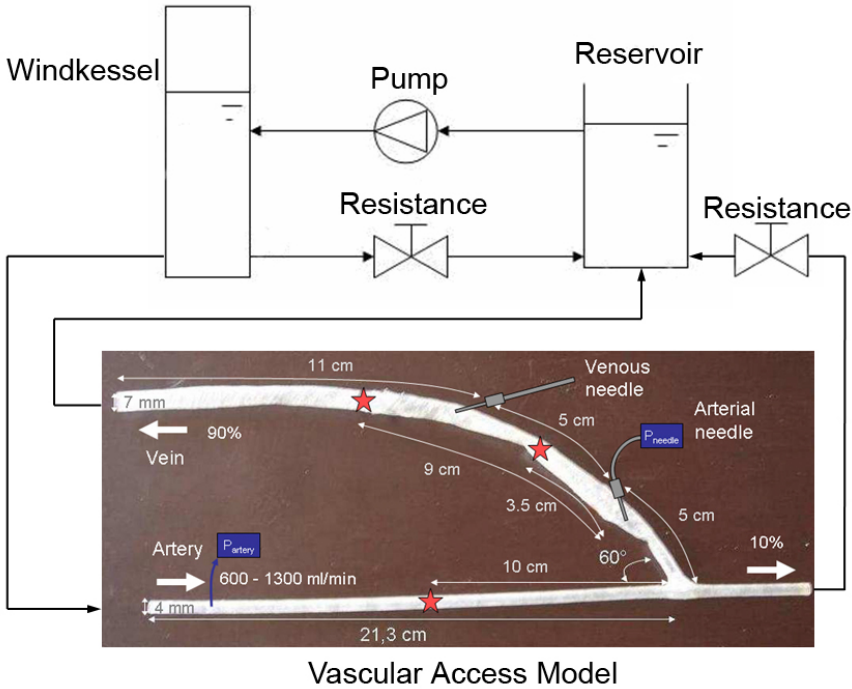 Windkessel
Pump
Reservoir
Resistance
Resistance
11 cm
Venous
needle
7 mm
90%
Vein
5 cm
Arterial
needle
Pneedle
9 cm
3.5 cm
5 cm
Artery
Partery
600 - 1300 ml/min
60°
10 cm
10%
4 mm
21,3 cm
Vascular Access Model